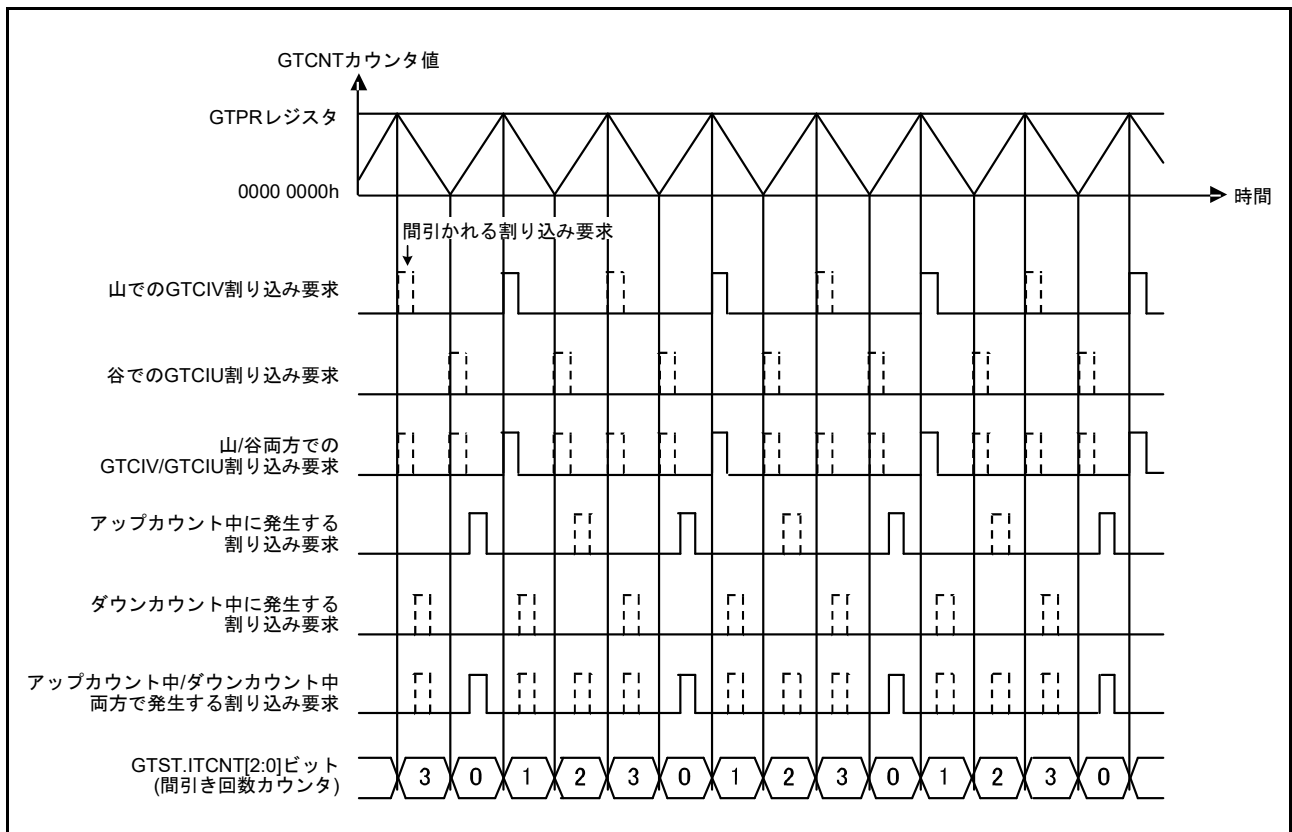 GTCNTカウンタ値
GTPRレジスタ
0000 0000h
時間
間引かれる割り込み要求
山でのGTCIV割り込み要求
谷でのGTCIU割り込み要求
山/谷両方での
GTCIV/GTCIU割り込み要求
アップカウント中に発生する
割り込み要求
ダウンカウント中に発生する
割り込み要求
アップカウント中/ダウンカウント中
両方で発生する割り込み要求
GTST.ITCNT[2:0]ビット
(間引き回数カウンタ)
3 0 1 2 3 0 1 2 3 0 1 2 3 0